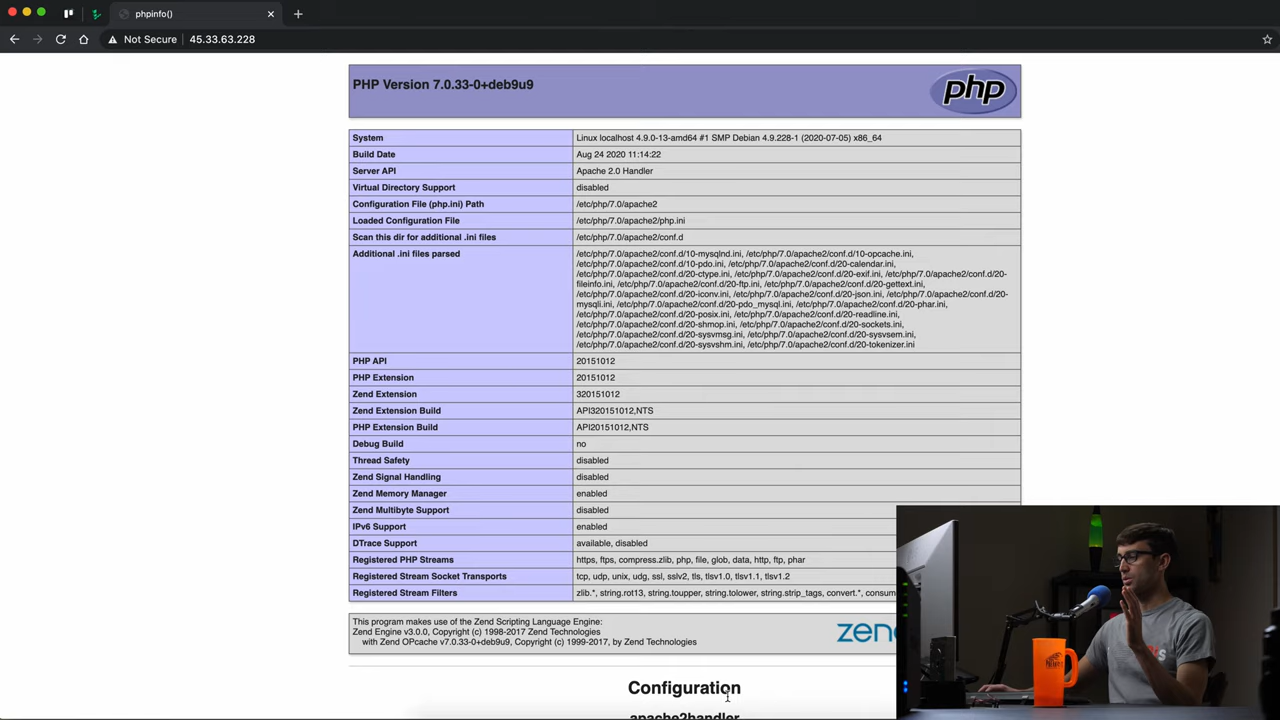 phpinfo()
Not Secure 45.33.63.228
PHP Version 7.0.33-0+deb9u9
php
System Linux localhost 4.9.0-13-amd64 #1 SMP Debian 4.9.228-1 (2020-07-05) x86_64
Build Date Aug 24 2020 11:14:22
Server API Apache 2.0 Handler
Virtual Directory Support disabled
Configuration File (php.ini) Path /etc/php/7.0/apache2
Loaded Configuration File /etc/php/7.0/apache2/php.ini
Scan this dir for additional .ini files /etc/php/7.0/apache2/conf.d
Additional .ini files parsed /etc/php/7.0/apache2/conf.d/10-mysqlnd.ini, /etc/php/7.0/apache2/conf.d/10-opcache.ini,
/etc/php/7.0/apache2/conf.d/10-pdo.ini, /etc/php/7.0/apache2/conf.d/20-calendar.ini,
/etc/php/7.0/apache2/conf.d/20-ctype.ini, /etc/php/7.0/apache2/conf.d/20-exif.ini, /etc/php/7.0/apache2/conf.d/20-
fileinfo.ini, /etc/php/7.0/apache2/conf.d/20-ftp.ini, /etc/php/7.0/apache2/conf.d/20-gettext.ini,
/etc/php/7.0/apache2/conf.d/20-iconv.ini, /etc/php/7.0/apache2/conf.d/20-json.ini, /etc/php/7.0/apache2/conf.d/20-
mysqli.ini, /etc/php/7.0/apache2/conf.d/20-pdo_mysql.ini, /etc/php/7.0/apache2/conf.d/20-phar.ini,
/etc/php/7.0/apache2/conf.d/20-posix.ini, /etc/php/7.0/apache2/conf.d/20-readline.ini,
/etc/php/7.0/apache2/conf.d/20-shmop.ini, /etc/php/7.0/apache2/conf.d/20-sockets.ini,
/etc/php/7.0/apache2/conf.d/20-sysvmsg.ini, /etc/php/7.0/apache2/conf.d/20-sysvsem.ini,
/etc/php/7.0/apache2/conf.d/20-sysvshm.ini, /etc/php/7.0/apache2/conf.d/20-tokenizer.ini
PHP API 20151012
PHP Extension 20151012
Zend Extension 320151012
Zend Extension Build API320151012,NTS
PHP Extension Build API20151012,NTS
Debug Build no
Thread Safety disabled
Zend Signal Handling disabled
Zend Memory Manager enabled
Zend Multibyte Support disabled
IPv6 Support enabled
DTrace Support available, disabled
Registered PHP Streams https, ftps, compress.zlib, php, file, glob, data, http, ftp, phar
Registered Stream Socket Transports tcp, udp, unix, udg, ssl, sslv2, tls, tlsv1.0, tlsv1.1, tlsv1.2
Registered Stream Filters zlib.*, string.rot13, string.toupper, string.tolower, string.strip_tags, convert.*, consum
This program makes use of the Zend Scripting Language Engine:
Zend Engine v3.0.0, Copyright (c) 1998-2017 Zend Technologies
with Zend OPcache v7.0.33-0+deb9u9, Copyright (c) 1999-2017, by Zend Technologies
zen
Configuration
apache2handler